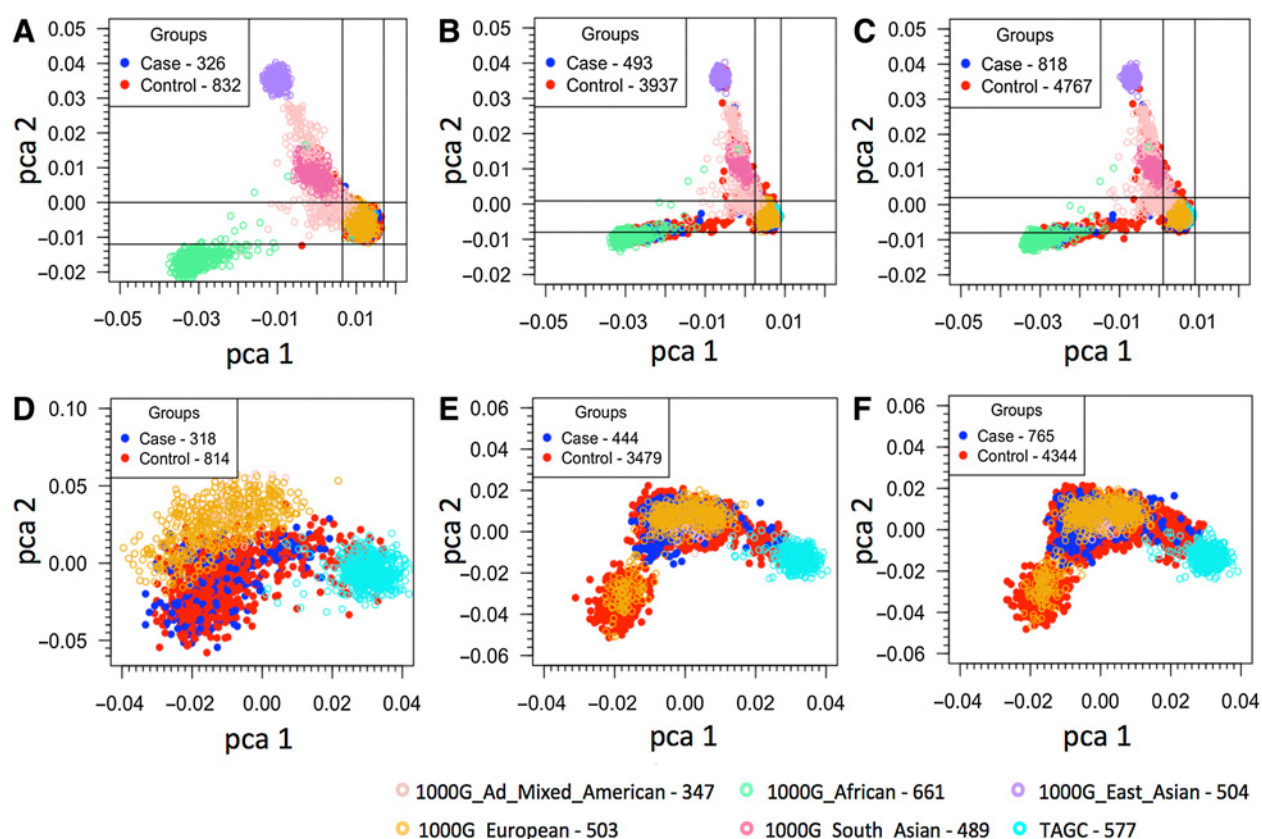 A
Groups
Case - 326
Control - 832
0.05
0.04
0.03
0.02
0.01
0.00
−0.01
−0.02
pca 2
−0.05 −0.03 −0.01 0.01
pca 1
B
Groups
Case - 493
Control - 3937
0.05
0.04
0.03
0.02
0.01
0.00
−0.01
−0.02
pca 2
−0.05 −0.03 −0.01 0.01
pca 1
C
Groups
Case - 818
Control - 4767
0.05
0.04
0.03
0.02
0.01
0.00
−0.01
−0.02
pca 2
−0.05 −0.03 −0.01 0.01
pca 1
D
Groups
Case - 318
Control - 814
0.10
0.05
0.00
−0.05
pca 2
−0.04 −0.02 0.00 0.02 0.04
pca 1
E
Groups
Case - 444
Control - 3479
0.06
0.04
0.02
0.00
−0.02
−0.04
−0.06
pca 2
−0.04 −0.02 0.00 0.02 0.04
pca 1
F
Groups
Case - 765
Control - 4344
0.06
0.04
0.02
0.00
−0.02
−0.04
−0.06
pca 2
−0.04 −0.02 0.00 0.02 0.04
pca 1
1000G_Ad_Mixed_American - 347
1000G_African - 661
1000G_East_Asian - 504
1000G_European - 503
1000G_South_Asian - 489
TAGC - 577